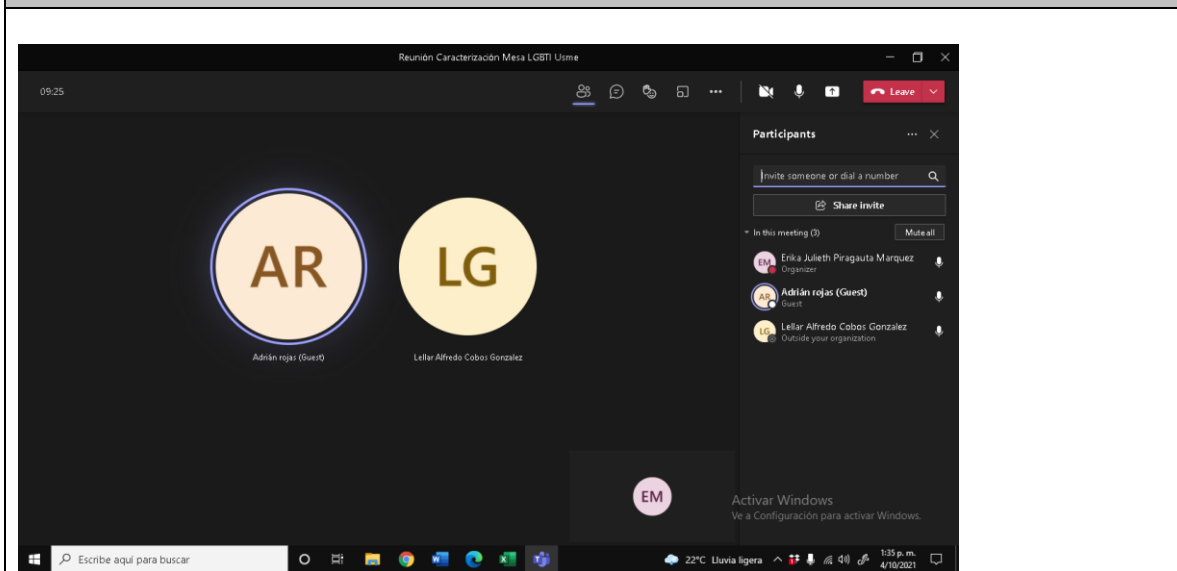 Reunión Caracterización Mesa LGBTI Usme
09:25
Leave
Participants
Invite someone or dial a number
Share invite
In this meeting (3)
Mute all
EM
Erika Julieth Piragauta Marquez
Organizer
AR
Adrián rojas (Guest)
Guest
LG
Lellar Alfredo Cobos Gonzalez
Outside your organization
AR
LG
Adrián rojas (Guest)
Lellar Alfredo Cobos Gonzalez
EM
Activar Windows
Ve a Configuración para activar Windows.
Escribe aquí para buscar
22°C Lluvia ligera
1:35 p. m.
4/10/2021